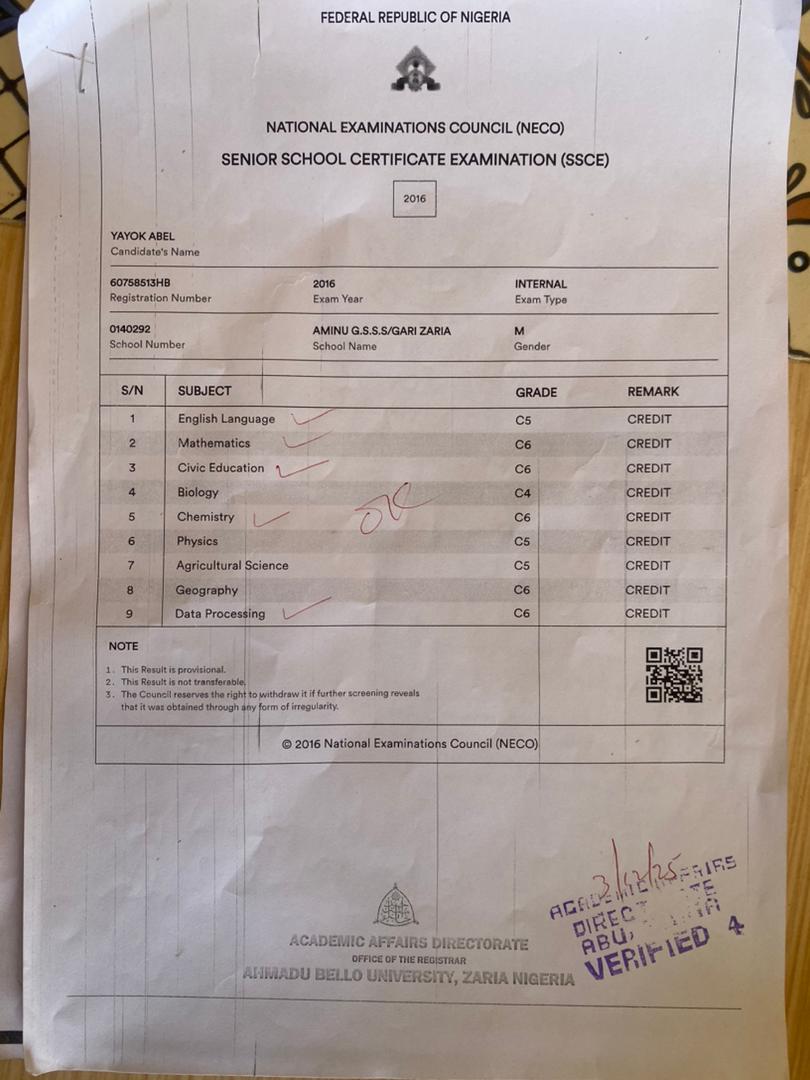 FEDERAL REPUBLIC OF NIGERIA
NATIONAL EXAMINATIONS COUNCIL (NECO)
SENIOR SCHOOL CERTIFICATE EXAMINATION (SSCE)
2016
YAYOK ABEL
Candidate's Name
60758513HB 2016 INTERNAL
Registration Number Exam Year Exam Type
0140292 AMINU G.S.S.S/GARI ZARIA M
School Number School Name Gender
S/N SUBJECT GRADE REMARK
1 English Language C5 CREDIT
2 Mathematics C6 CREDIT
3 Civic Education C6 CREDIT
4 Biology C4 CREDIT
5 Chemistry C6 CREDIT
6 Physics C5 CREDIT
7 Agricultural Science C5 CREDIT
8 Geography C6 CREDIT
9 Data Processing C6 CREDIT
OK
NOTE
1. This Result is provisional.
2. This Result is not transferable.
3. The Council reserves the right to withdraw it if further screening reveals
that it was obtained through any form of irregularity.
© 2016 National Examinations Council (NECO)
3/12/25
ABU,
VERIFIED 4
ACADEMIC AFFAIRS DIRECTORATE
OFFICE OF THE REGISTRAR
AHMADU BELLO UNIVERSITY, ZARIA NIGERIA